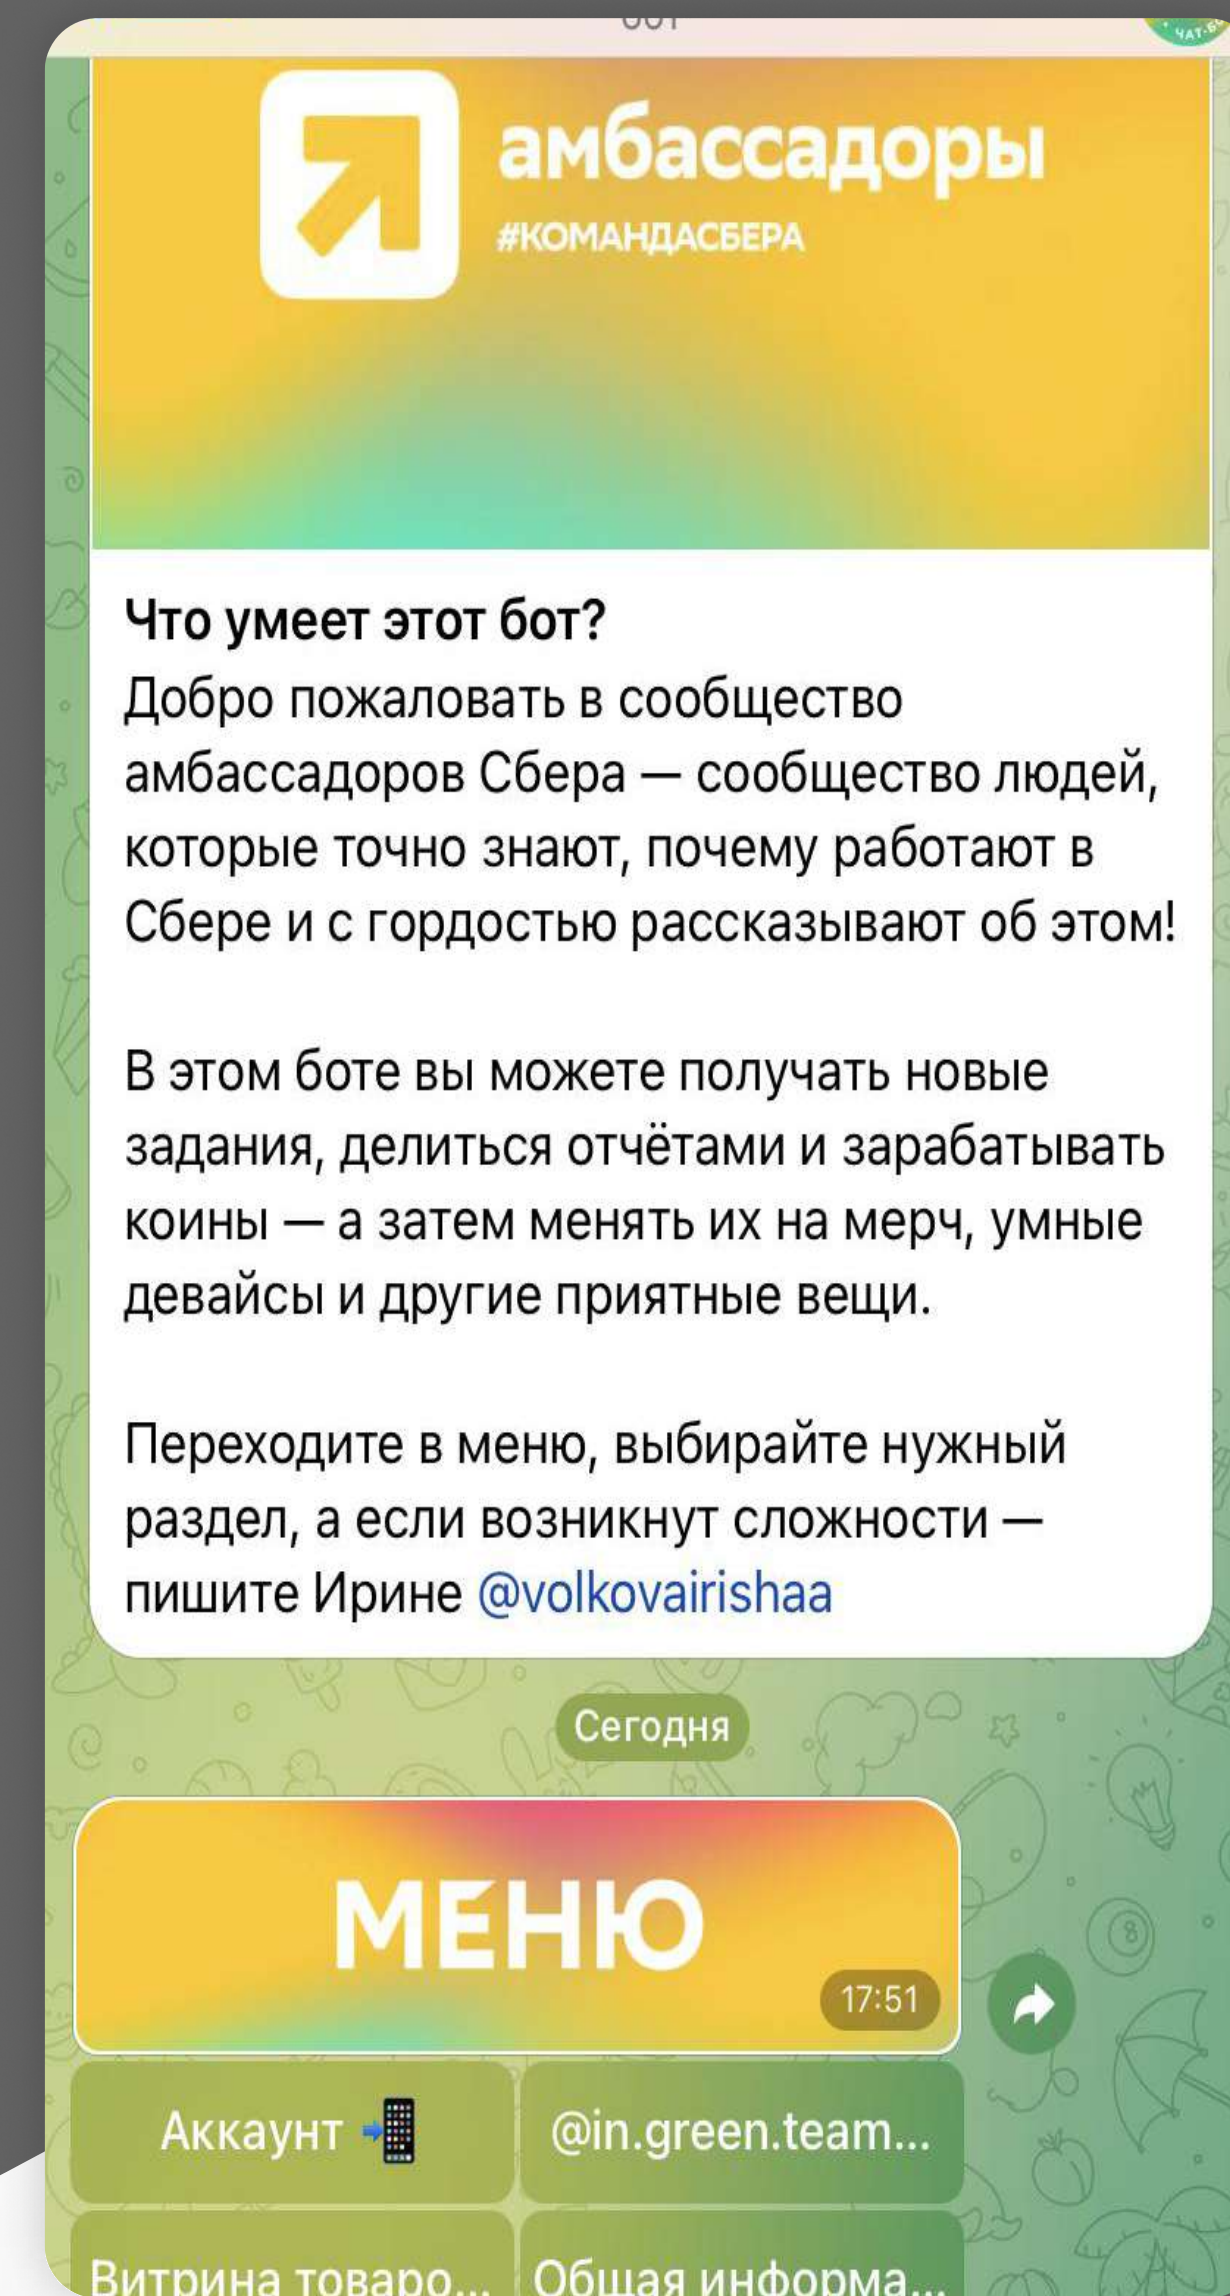 бот
ЧАТ-БО
амбассадоры
#КОМАНДАСБЕРА
Что умеет этот бот?
Добро пожаловать в сообщество
амбассадоров Сбера — сообщество людей,
которые точно знают, почему работают в
Сбере и с гордостью рассказывают об этом!
В этом боте вы можете получать новые
задания, делиться отчётами и зарабатывать
коины — а затем менять их на мерч, умные
девайсы и другие приятные вещи.
Переходите в меню, выбирайте нужный
раздел, а если возникнут сложности —
пишите Ирине @volkovairishaa
Сегодня
МЕНЮ
17:51
Аккаунт 📲
@in.green.team...
Витрина товаро...
Общая информа...